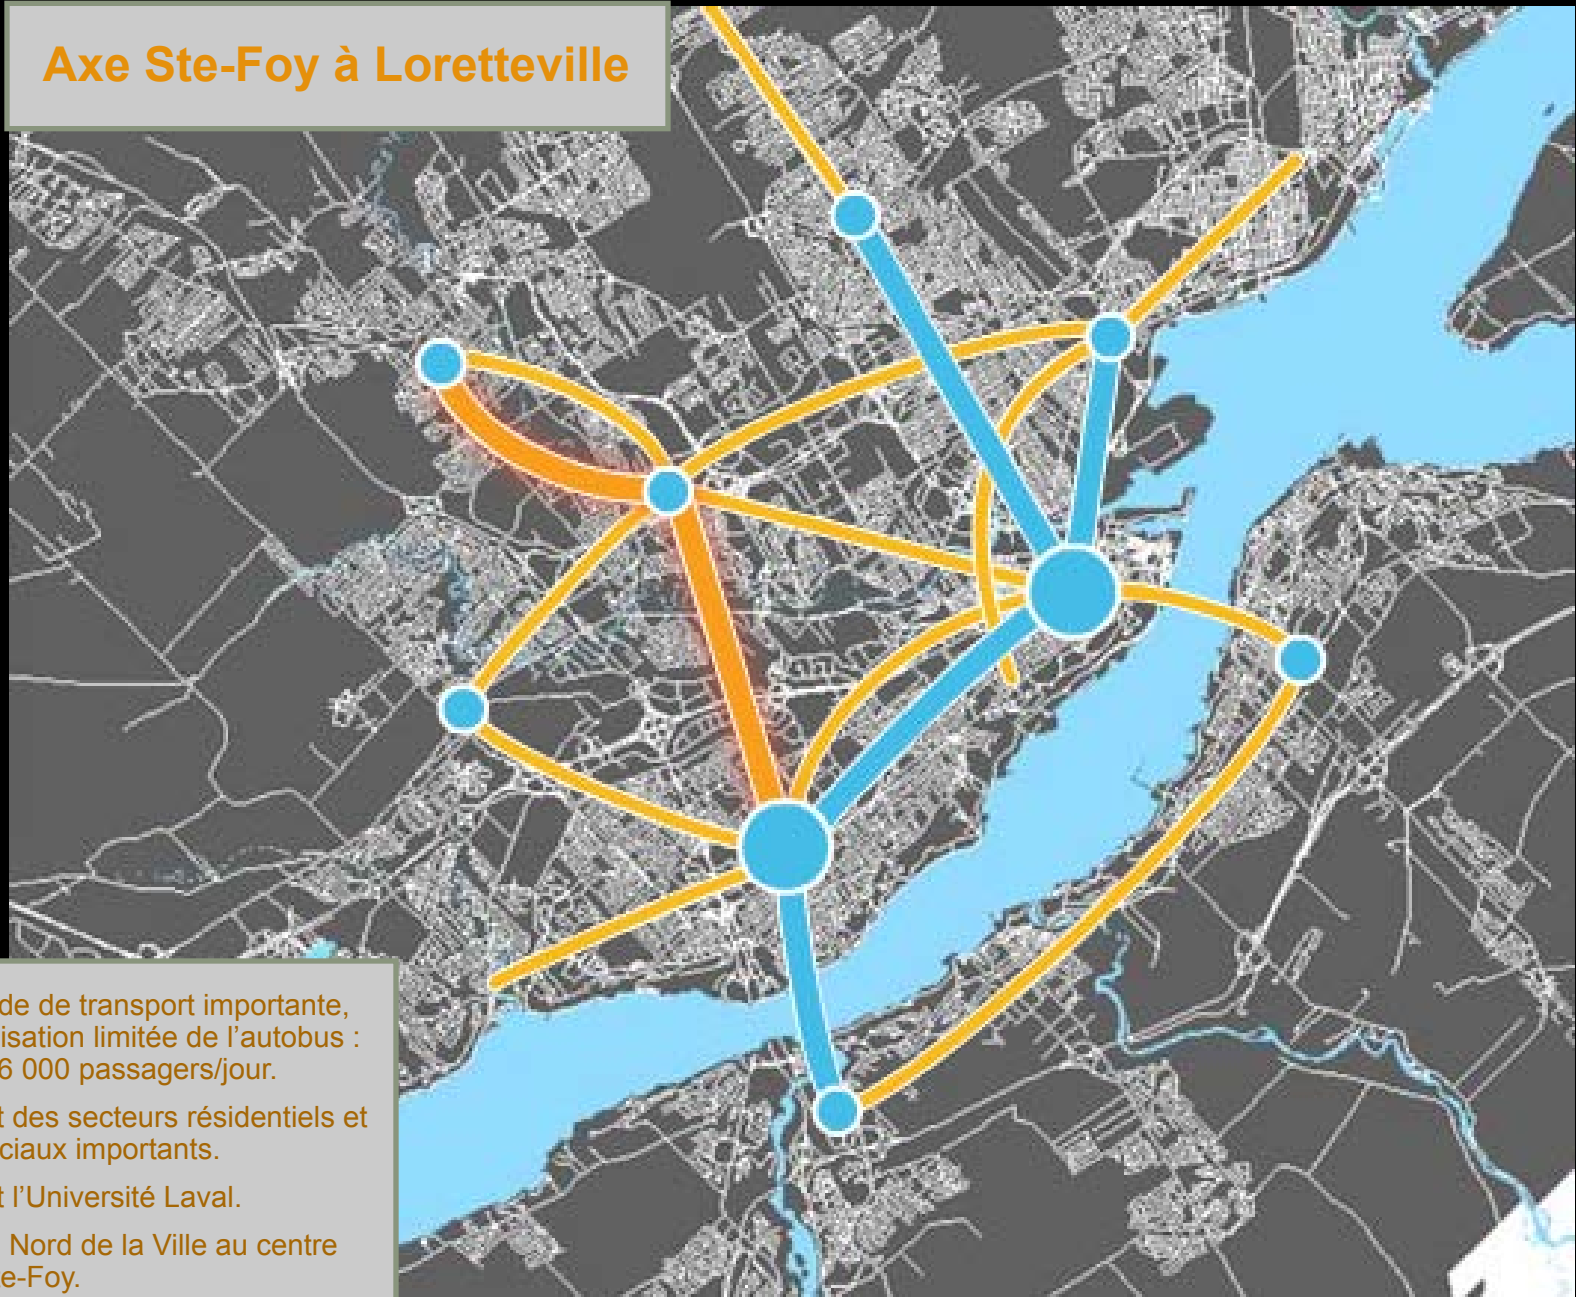 Axe Ste-Foy à Loretteville
de de transport importante,
isation limitée de l’autobus :
6 000 passagers/jour.
t des secteurs résidentiels et
ciaux importants.
t l’Université Laval.
Nord de la Ville au centre
e-Foy.